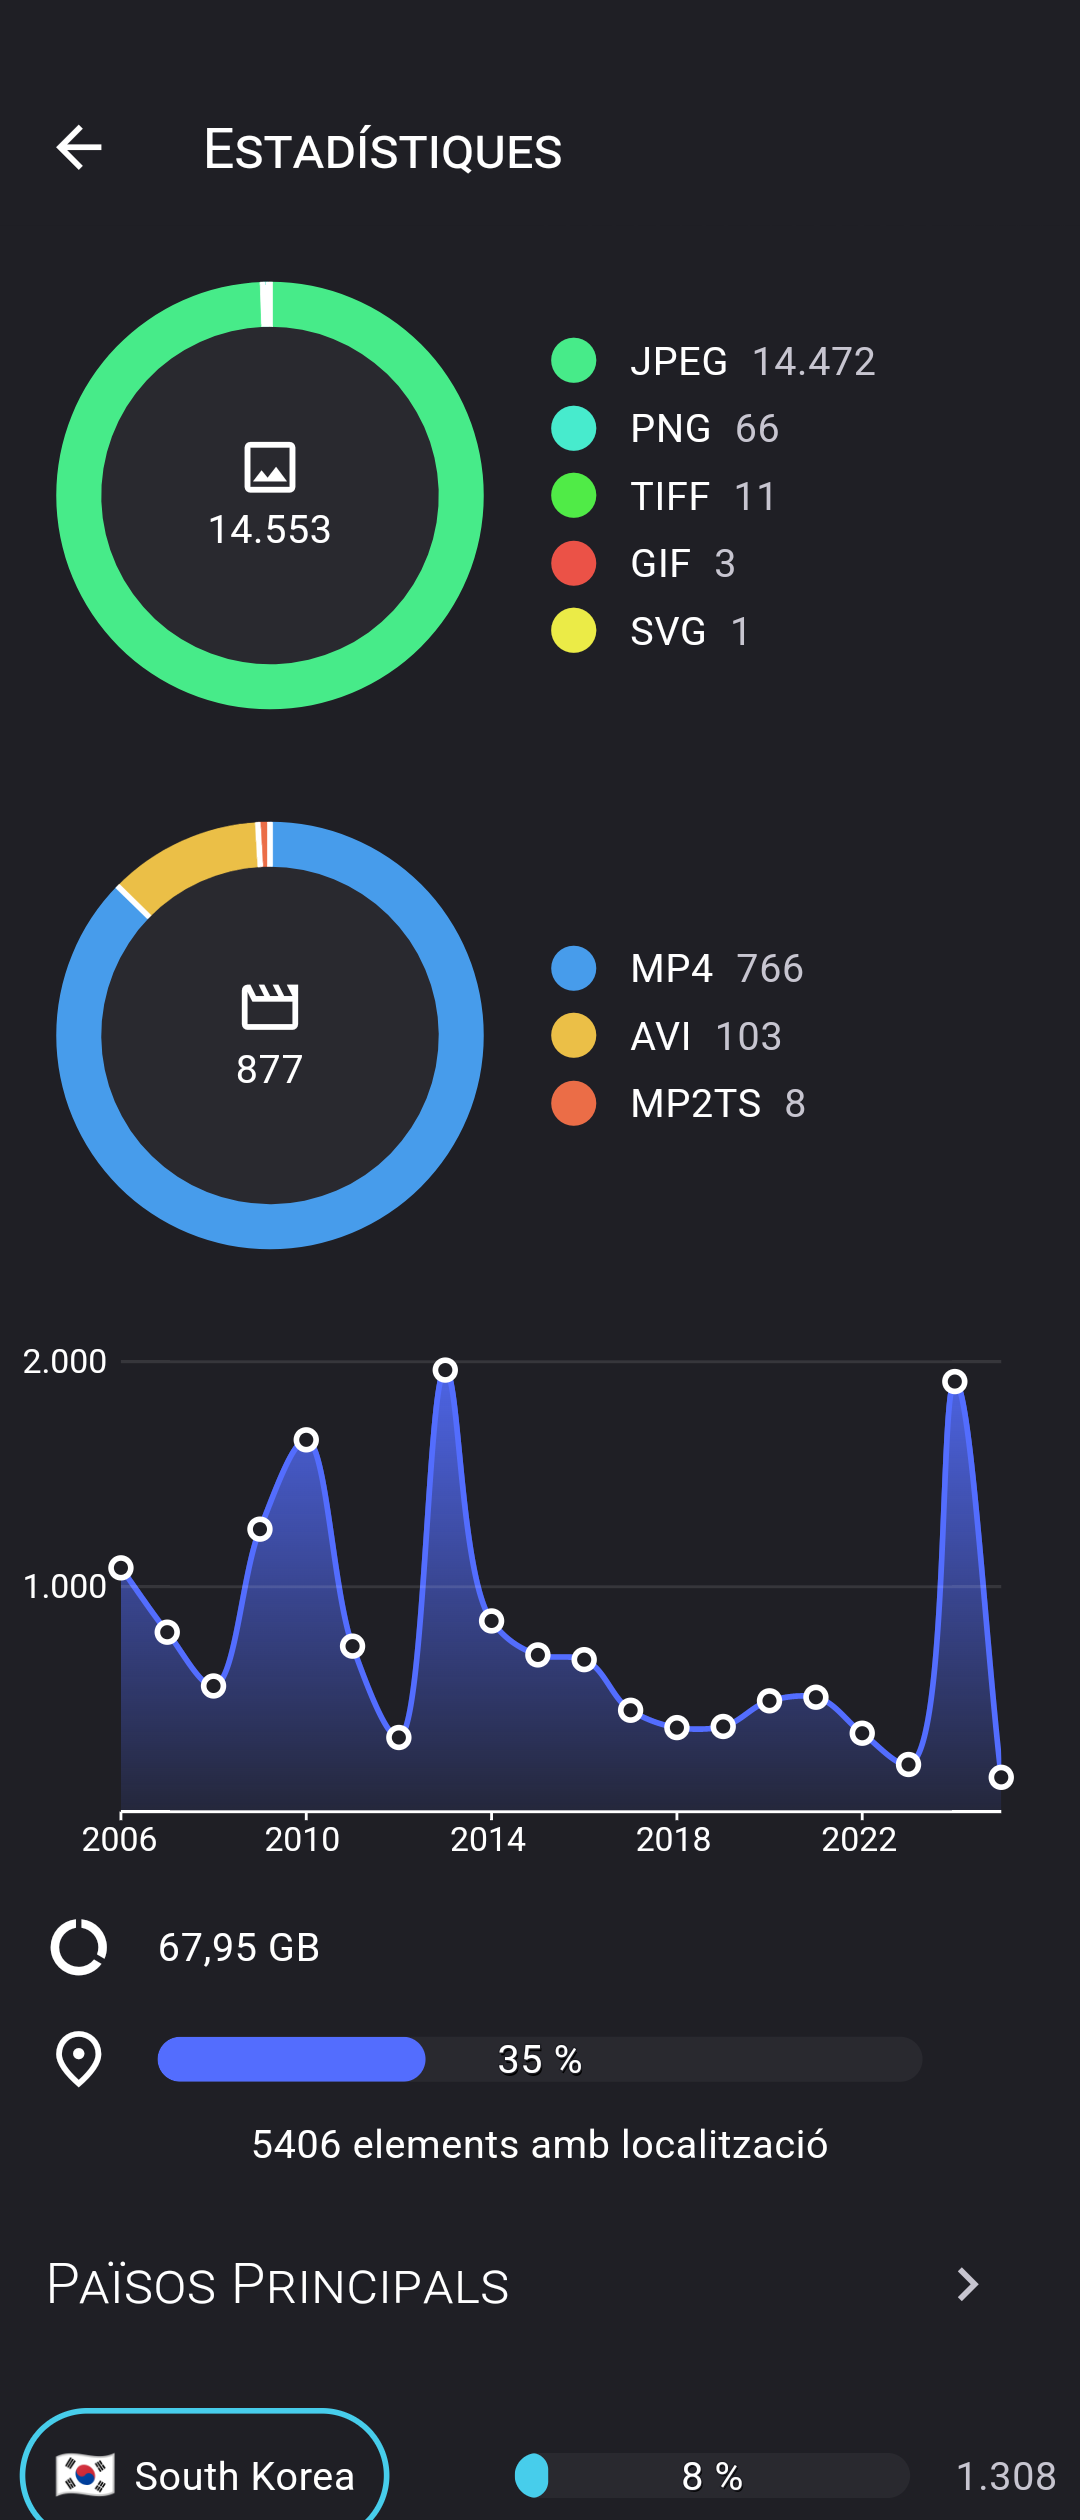 Estadístiques
JPEG 14.472
PNG 66
TIFF 11
GIF 3
SVG 1
14.553
MP4 766
AVI 103
MP2TS 8
877
2.000
1.000
2006 2010 2014 2018 2022
67,95 GB
35 %
5406 elements amb localització
Països Principals
South Korea 8 % 1.308